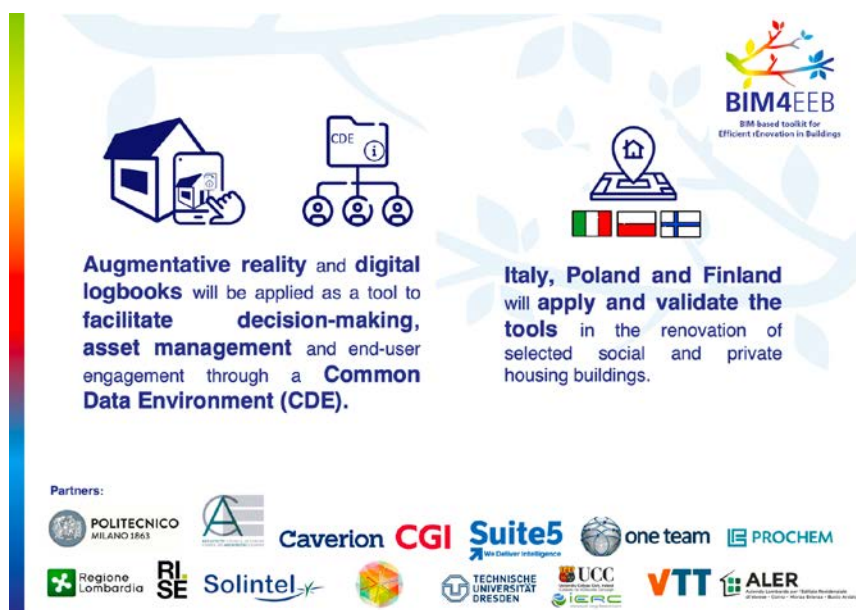 BIM4EEB
BIM-based toolkit for
Efficient rEnovation in Buildings
CDE
i
Augmentative reality and digital
logbooks will be applied as a tool to
facilitate decision-making,
asset management and end-user
engagement through a Common
Data Environment (CDE).
Italy, Poland and Finland
will apply and validate the
tools in the renovation of
selected social and private
housing buildings.
Partners:
POLITECNICO
MILANO 1863
ACE
Caverion
CGI
Suite5
We Deliver Intelligence
one team
PROCHEM
Regione
Lombardia
RI.
SE
Solintel
TECHNISCHE
UNIVERSITÄT
DRESDEN
UCC
iERC
VTT
ALER